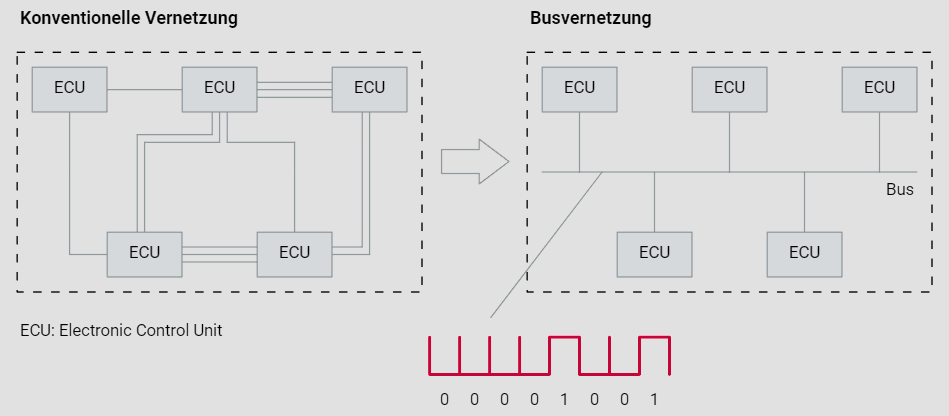 Konventionelle Vernetzung
Busvernetzung
ECU
ECU
ECU
ECU
ECU
ECU
ECU
ECU
Bus
ECU
ECU
ECU: Electronic Control Unit
0 0 0 0 1 0 0 1